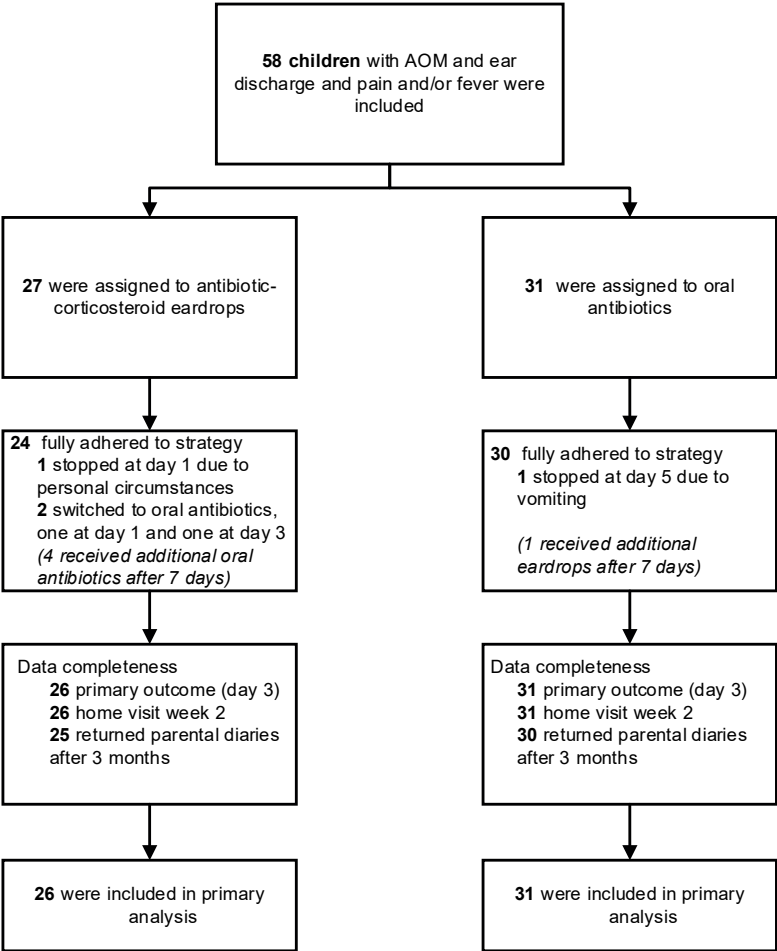 58 children with AOM and ear
discharge and pain and/or fever were
included
27 were assigned to antibiotic-
corticosteroid eardrops
31 were assigned to oral
antibiotics
24 fully adhered to strategy
1 stopped at day 1 due to
personal circumstances
2 switched to oral antibiotics,
one at day 1 and one at day 3
(4 received additional oral
antibiotics after 7 days)
30 fully adhered to strategy
1 stopped at day 5 due to
vomiting
(1 received additional
eardrops after 7 days)
Data completeness
26 primary outcome (day 3)
26 home visit week 2
25 returned parental diaries
after 3 months
Data completeness
31 primary outcome (day 3)
31 home visit week 2
30 returned parental diaries
after 3 months
26 were included in primary
analysis
31 were included in primary
analysis